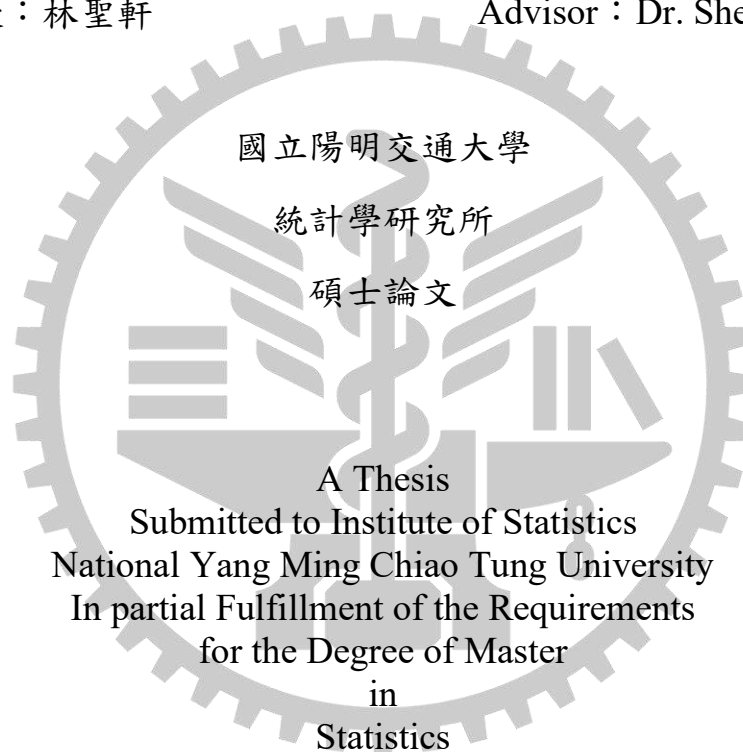 ：林聖軒 Advisor：Dr. She
國立陽明交通大學
統計學研究所
碩士論文
A Thesis
Submitted to Institute of Statistics
National Yang Ming Chiao Tung University
In partial Fulfillment of the Requirements
for the Degree of Master
in
Statistics